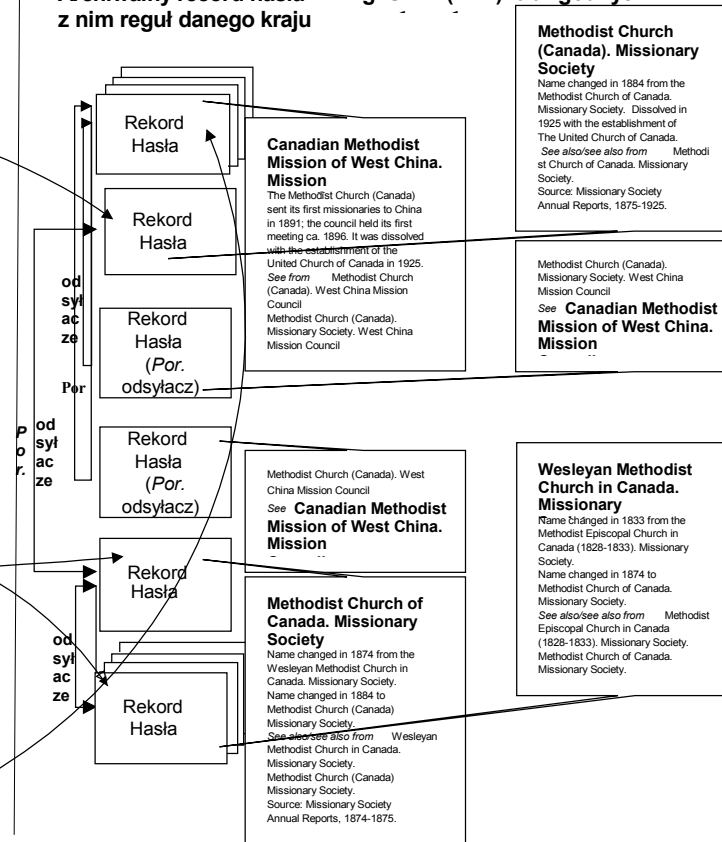 z nim reguł danego kraju
Rekord
Hasła
Rekord
Hasła
Rekord
Hasła
(Por.
odsyłacz)
Rekord
Hasła
(Por.
odsyłacz)
Rekord
Hasła
Rekord
Hasła
od
sył
ac
ze
Por
P
o
r.
od
sył
ac
ze
od
sył
ac
ze
Canadian Methodist
Mission of West China.
Mission
The Methodist Church (Canada)
sent its first missionaries to China
in 1891; the council held its first
meeting ca. 1896. It was dissolved
with the establishment of the
United Church of Canada in 1925.
See from Methodist Church
(Canada). West China Mission
Council
Methodist Church (Canada).
Missionary Society. West China
Mission Council
Methodist Church (Canada). West
China Mission Council
See Canadian Methodist
Mission of West China.
Mission
Methodist Church of
Canada. Missionary
Society
Name changed in 1874 from the
Wesleyan Methodist Church in
Canada. Missionary Society.
Name changed in 1884 to
Methodist Church (Canada)
Missionary Society.
See also/see also from Wesleyan
Methodist Church in Canada.
Missionary Society.
Methodist Church (Canada)
Missionary Society.
Source: Missionary Society
Annual Reports, 1874-1875.
Methodist Church
(Canada). Missionary
Society
Name changed in 1884 from the
Methodist Church of Canada.
Missionary Society. Dissolved in
1925 with the establishment of
The United Church of Canada.
See also/see also from Methodi
st Church of Canada. Missionary
Society.
Source: Missionary Society
Annual Reports, 1875-1925.
Methodist Church (Canada).
Missionary Society. West China
Mission Council
See Canadian Methodist
Mission of West China.
Mission
Wesleyan Methodist
Church in Canada.
Missionary
Name changed in 1833 from the
Methodist Episcopal Church in
Canada (1828-1833). Missionary
Society.
Name changed in 1874 to
Methodist Church of Canada.
Missionary Society.
See also/see also from Methodist
Episcopal Church in Canada
(1828-1833). Missionary Society.
Methodist Church of Canada.
Missionary Society.